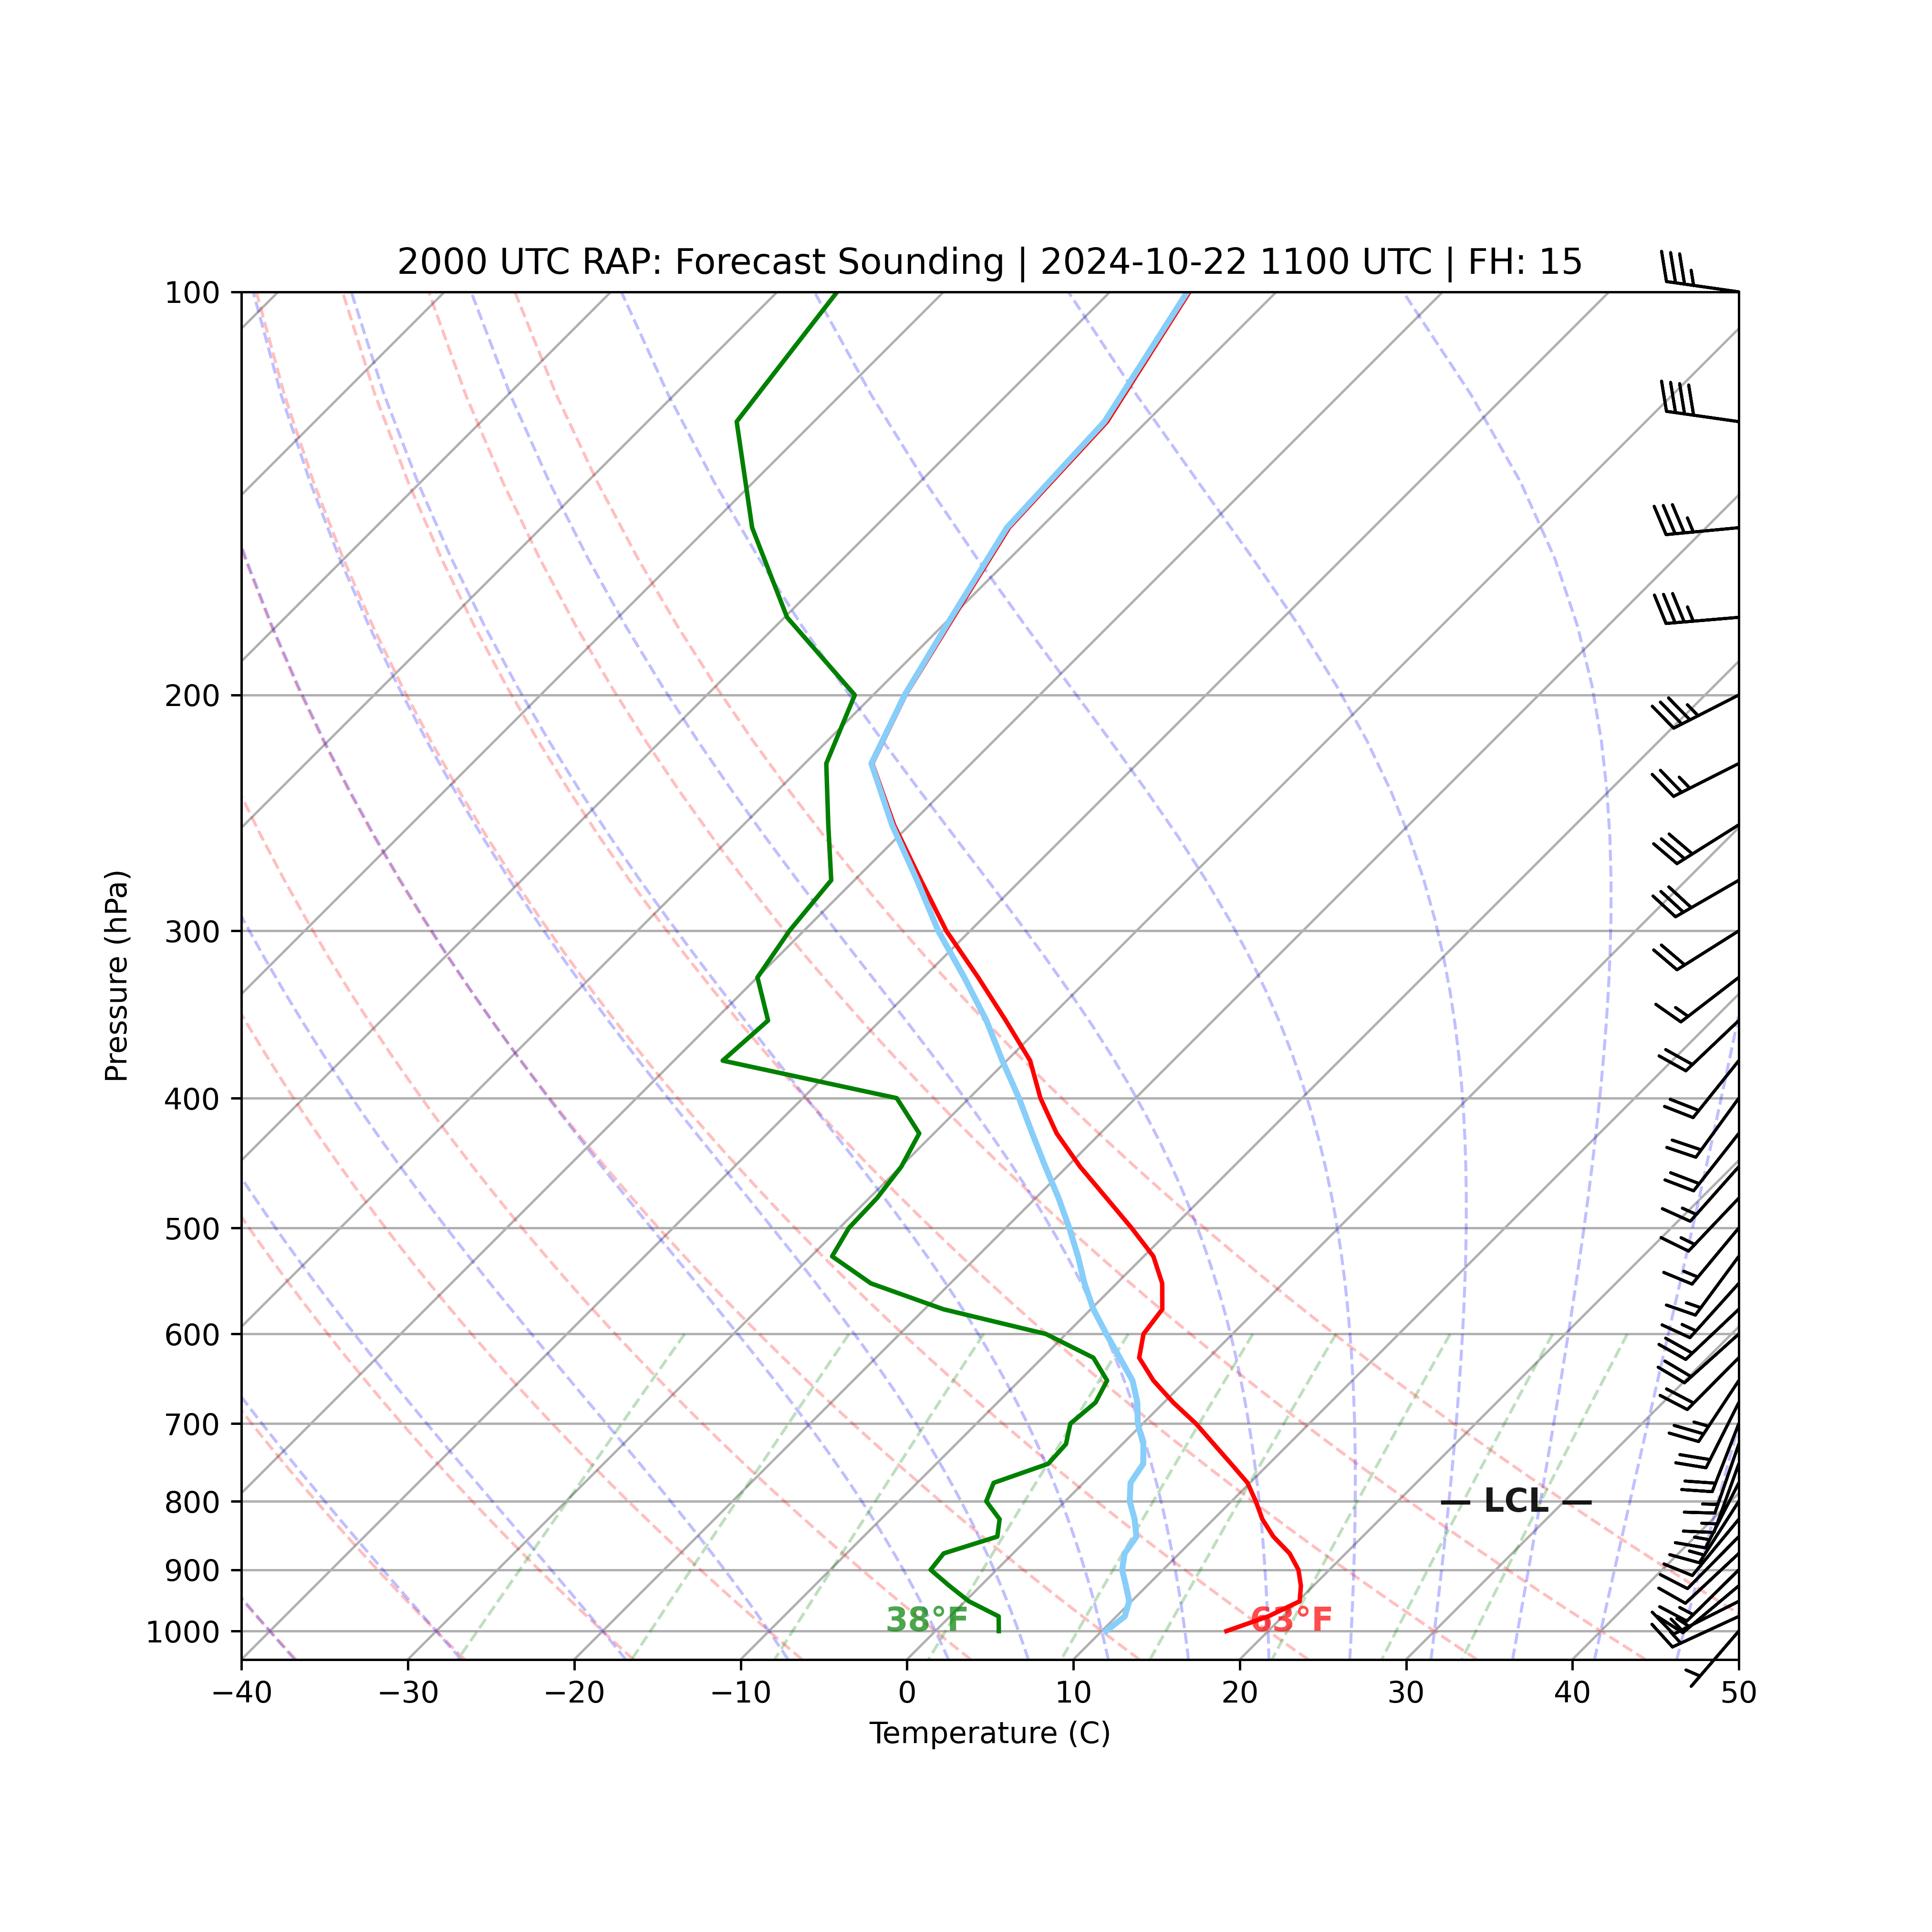 2000 UTC RAP: Forecast Sounding | 2024-10-22 1100 UTC | FH: 15
100
200
300
400
500
600
700
800
900
1000
Pressure (hPa)
— LCL —
38°F
63°F
−40 −30 −20 −10 0 10 20 30 40 50
Temperature (C)